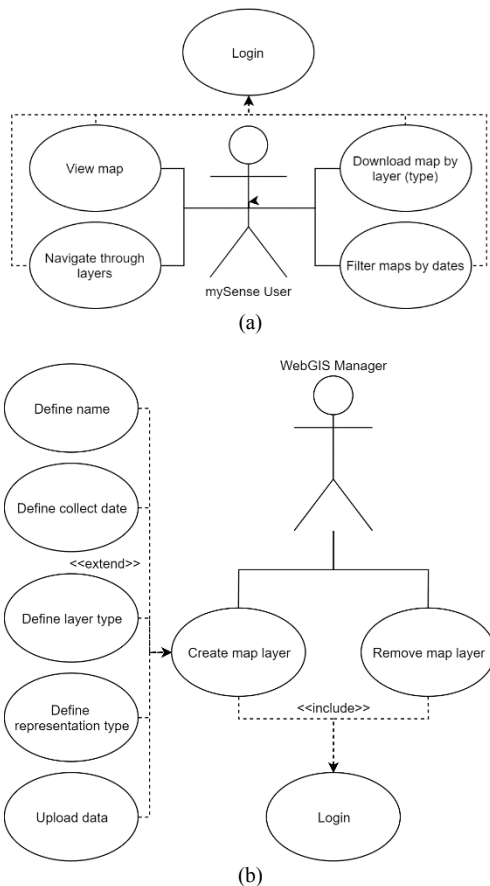 Login
View map
Download map by
layer (type)
Navigate through
layers
Filter maps by dates
mySense User
(a)
WebGIS Manager
Define name
Define collect date
<<extend>>
Define layer type
Create map layer
Remove map layer
Define
representation type
<<include>>
Upload data
Login
(b)